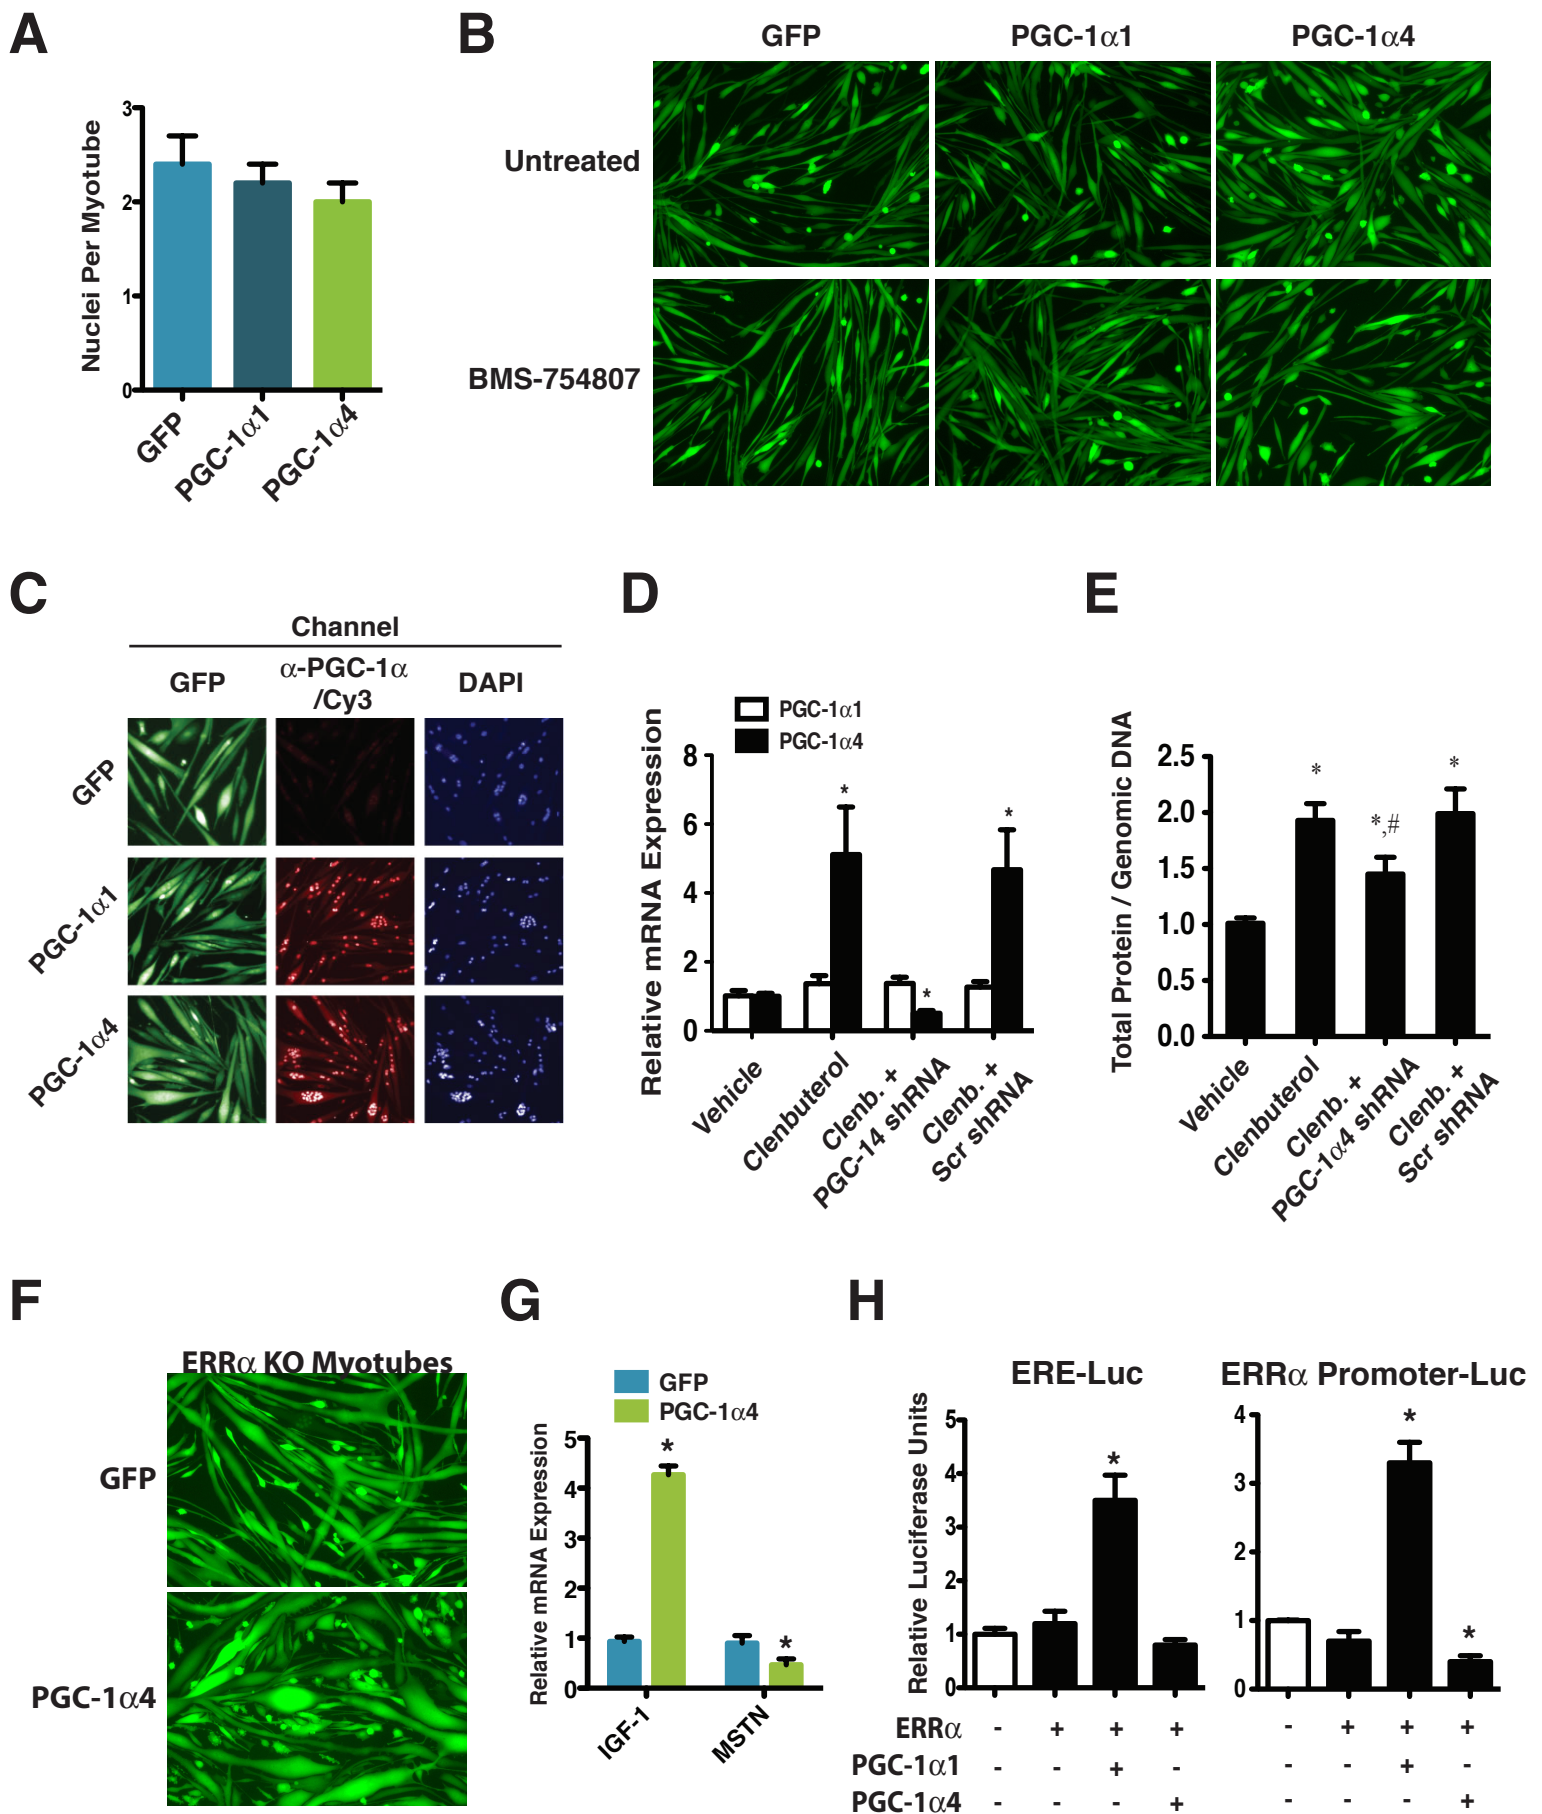 A
Nuclei Per Myotube
3
2
1
0
GFP
PGC-1α1
PGC-1α4
B
GFP
PGC-1α1
PGC-1α4
Untreated
BMS-754807
C
Channel
GFP
α-PGC-1α
/Cy3
DAPI
GFP
PGC-1α1
PGC-1α4
D
PGC-1α1
PGC-1α4
Relative mRNA Expression
8
6
4
2
0
*
*
*
Vehicle
Clenbuterol
Clenb. +
PGC-14 shRNA
Clenb. +
Scr shRNA
E
Total Protein / Genomic DNA
2.5
2.0
1.5
1.0
0.5
0.0
*
*,#
*
Vehicle
Clenbuterol
Clenb. +
PGC-1α4 shRNA
Clenb. +
Scr shRNA
F
ERRα KO Myotubes
GFP
PGC-1α4
G
GFP
PGC-1α4
Relative mRNA Expression
5
4
3
2
1
0
*
*
IGF-1
MSTN
H
ERE-Luc
Relative Luciferase Units
5
4
3
2
1
0
*
ERRα Promoter-Luc
4
3
2
1
0
*
*
ERRα - + + + - + + +
PGC-1α1 - - + - - - + -
PGC-1α4 - - - + - - - +